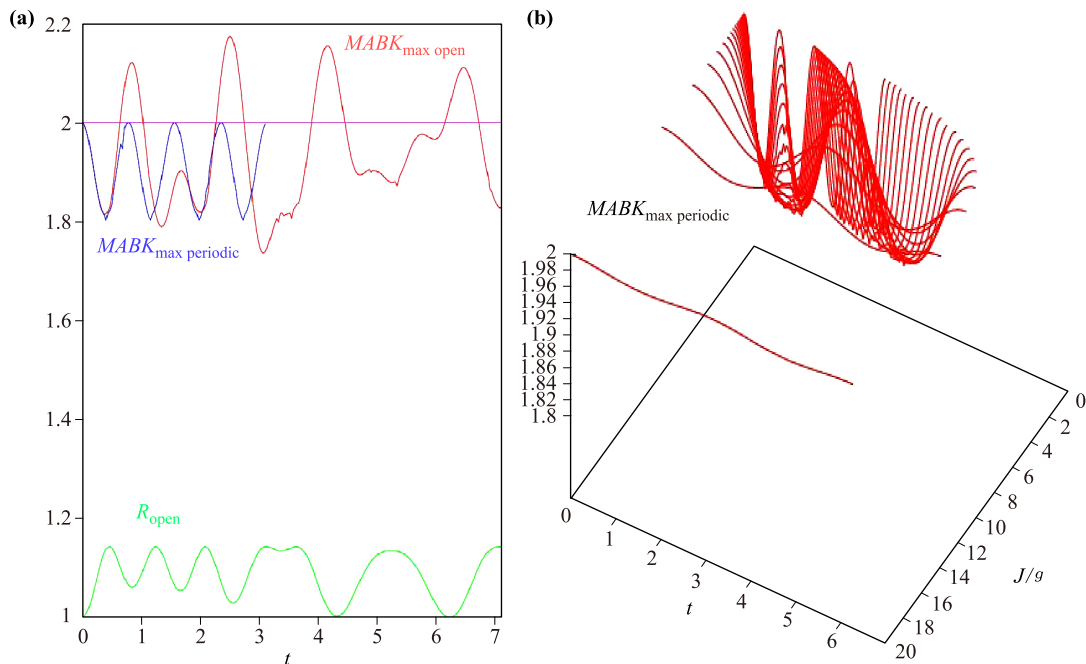 (a)
2.2
MABKmax open
2
1.8
MABKmax periodic
1.6
1.4
Ropen
1.2
1
0 1 2 3 4 5 6 7
t
(b)
MABKmax periodic
2
1.98
1.96
1.94
1.92
1.9
1.88
1.86
1.84
1.82
1.8
0 1 2 3 4 5 6
t
0 2 4 6 8 10 12 14 16 18 20
J/g